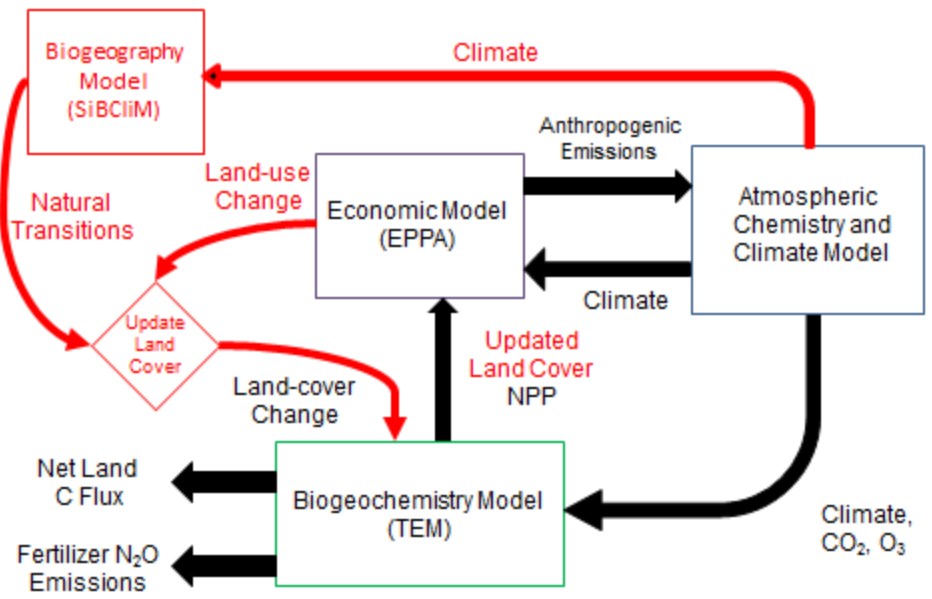 Biogeography
Model
(SiBCliM)
Climate
Anthropogenic
Emissions
Land-use
Change
Natural
Transitions
Economic Model
(EPPA)
Atmospheric
Chemistry and
Climate Model
Climate
Update
Land
Cover
Updated
Land Cover
NPP
Land-cover
Change
Net Land
C Flux
Biogeochemistry Model
(TEM)
Climate,
CO₂, O₃
Fertilizer N₂O
Emissions